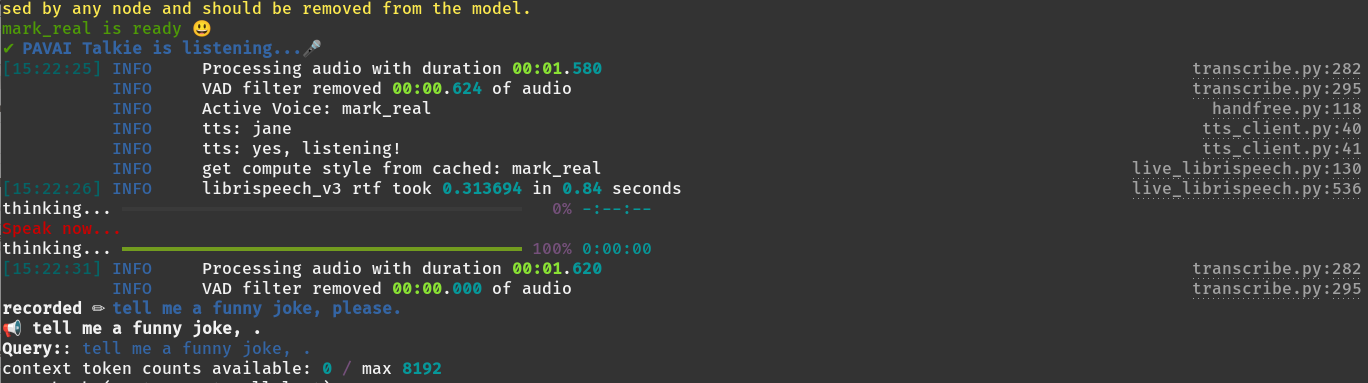 sed by any node and should be removed from the model.
mark_real is ready 😃
✔ PAVAI Talkie is listening...🎤
[15:22:25] INFO Processing audio with duration 00:01.580 transcribe.py:282
INFO VAD filter removed 00:00.624 of audio transcribe.py:295
INFO Active Voice: mark_real handfree.py:118
INFO tts: jane tts_client.py:40
INFO tts: yes, listening! tts_client.py:41
INFO get compute style from cached: mark_real live_librispeech.py:130
[15:22:26] INFO librispeech_v3 rtf took 0.313694 in 0.84 seconds live_librispeech.py:536
thinking... 0% -:--:--
Speak now...
thinking... 100% 0:00:00
[15:22:31] INFO Processing audio with duration 00:01.620 transcribe.py:282
INFO VAD filter removed 00:00.000 of audio transcribe.py:295
recorded ✏ tell me a funny joke, please.
📢 tell me a funny joke, .
Query:: tell me a funny joke, .
context token counts available: 0 / max 8192